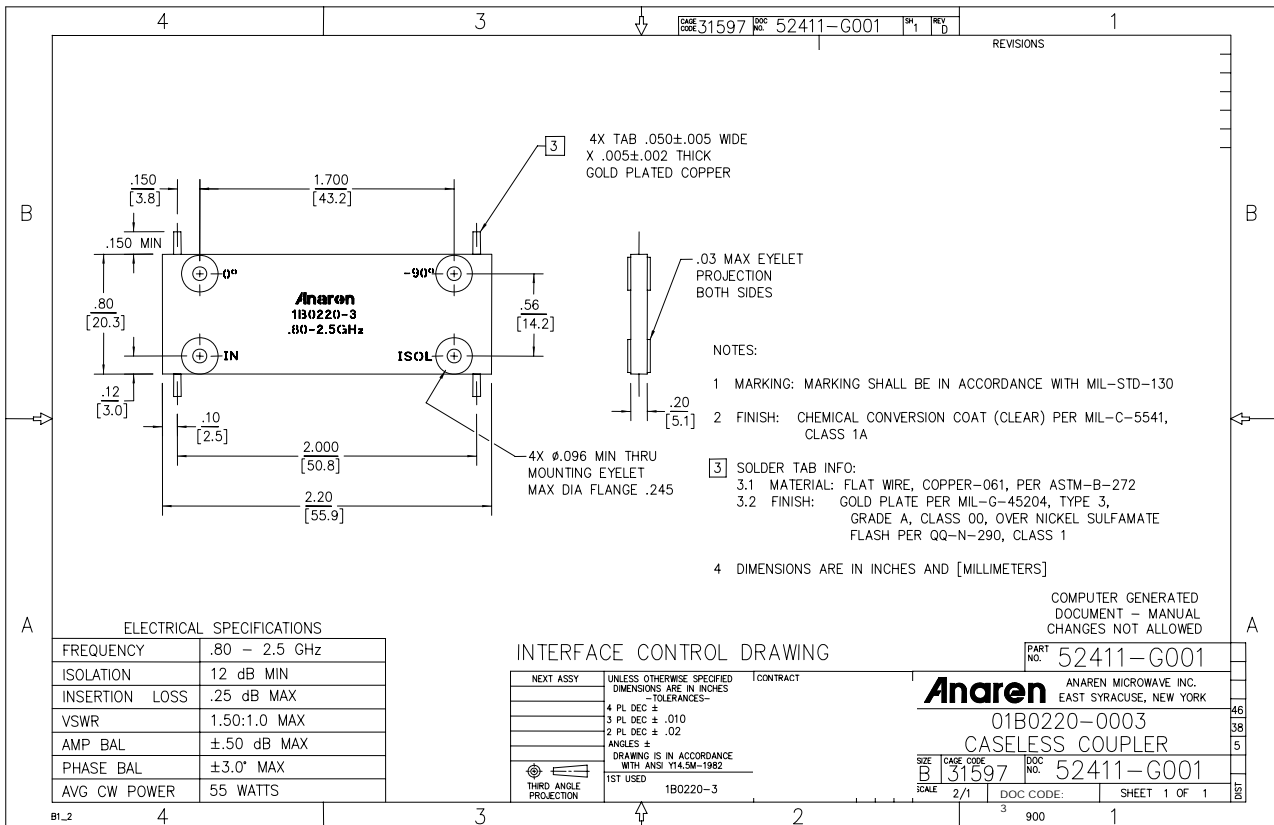 4
3
1
CAGE CODE 31597 DOC NO. 52411-G001 SH 1 REV D
REVISIONS
3
4X TAB .050±.005 WIDE
X .005±.002 THICK
GOLD PLATED COPPER
.150
[3.8]
1.700
[43.2]
B
B
.150 MIN
0°
-90°
.03 MAX EYELET
PROJECTION
BOTH SIDES
Anaren
1B0220-3
.80-2.5GHz
.80
[20.3]
.56
[14.2]
IN
ISOL
NOTES:
1 MARKING: MARKING SHALL BE IN ACCORDANCE WITH MIL-STD-130
.12
[3.0]
.20
[5.1]
2 FINISH: CHEMICAL CONVERSION COAT (CLEAR) PER MIL-C-5541,
CLASS 1A
.10
[2.5]
2.000
[50.8]
4X ø.096 MIN THRU
MOUNTING EYELET
MAX DIA FLANGE .245
2.20
[55.9]
3 SOLDER TAB INFO:
3.1 MATERIAL: FLAT WIRE, COPPER-061, PER ASTM-B-272
3.2 FINISH: GOLD PLATE PER MIL-G-45204, TYPE 3,
GRADE A, CLASS 00, OVER NICKEL SULFAMATE
FLASH PER QQ-N-290, CLASS 1
4 DIMENSIONS ARE IN INCHES AND [MILLIMETERS]
COMPUTER GENERATED
DOCUMENT - MANUAL
CHANGES NOT ALLOWED
A
A
ELECTRICAL SPECIFICATIONS
FREQUENCY .80 - 2.5 GHz
ISOLATION 12 dB MIN
INSERTION LOSS .25 dB MAX
VSWR 1.50:1.0 MAX
AMP BAL ±.50 dB MAX
PHASE BAL ±3.0° MAX
AVG CW POWER 55 WATTS
INTERFACE CONTROL DRAWING
PART NO. 52411-G001
NEXT ASSY
UNLESS OTHERWISE SPECIFIED
DIMENSIONS ARE IN INCHES
-TOLERANCES-
4 PL DEC ±
3 PL DEC ± .010
2 PL DEC ± .02
ANGLES ±
DRAWING IS IN ACCORDANCE
WITH ANSI Y14.5M-1982
1ST USED
1B0220-3
THIRD ANGLE
PROJECTION
CONTRACT
Anaren
ANAREN MICROWAVE INC.
EAST SYRACUSE, NEW YORK
01B0220-0003
CASELESS COUPLER
46
38
5
SIZE B CAGE CODE 31597 DOC NO. 52411-G001
SCALE 2/1 DOC CODE: SHEET 1 OF 1
DIST
3 900
B1_2
4
3
2
1